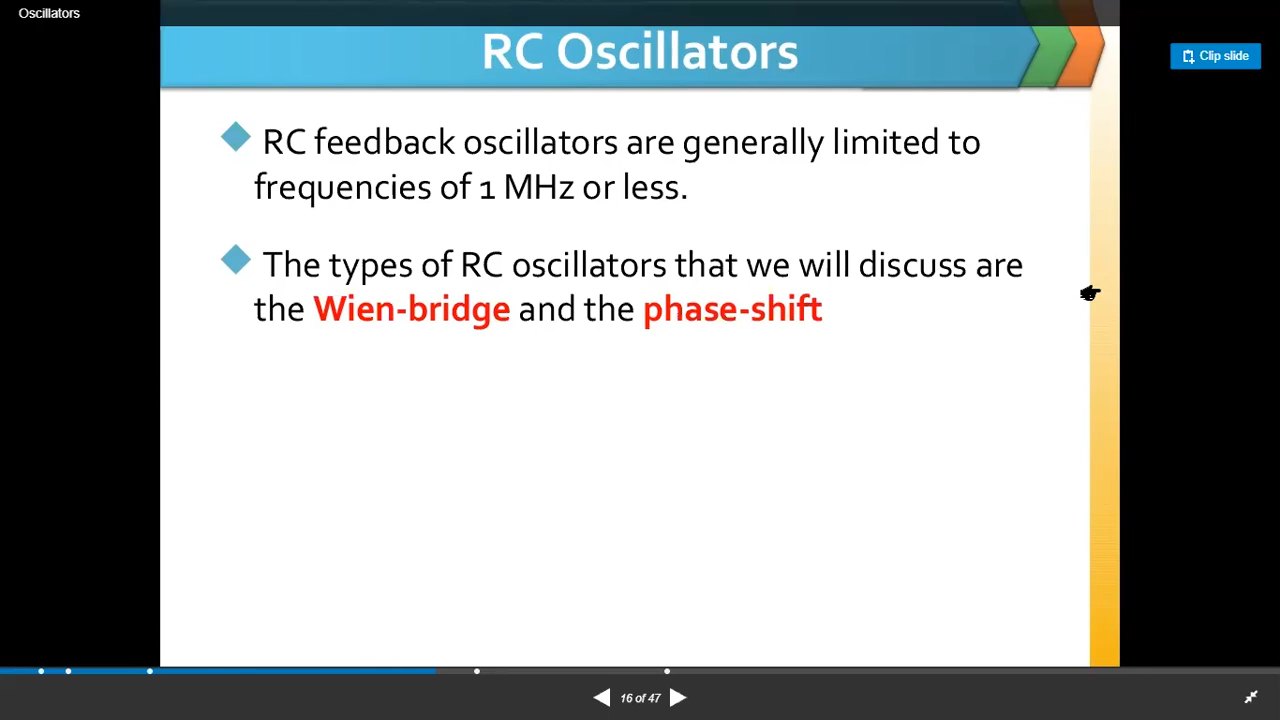 Oscillators
RC Oscillators
Clip slide
RC feedback oscillators are generally limited to
frequencies of 1 MHz or less.
The types of RC oscillators that we will discuss are
the Wien-bridge and the phase-shift
16 of 47